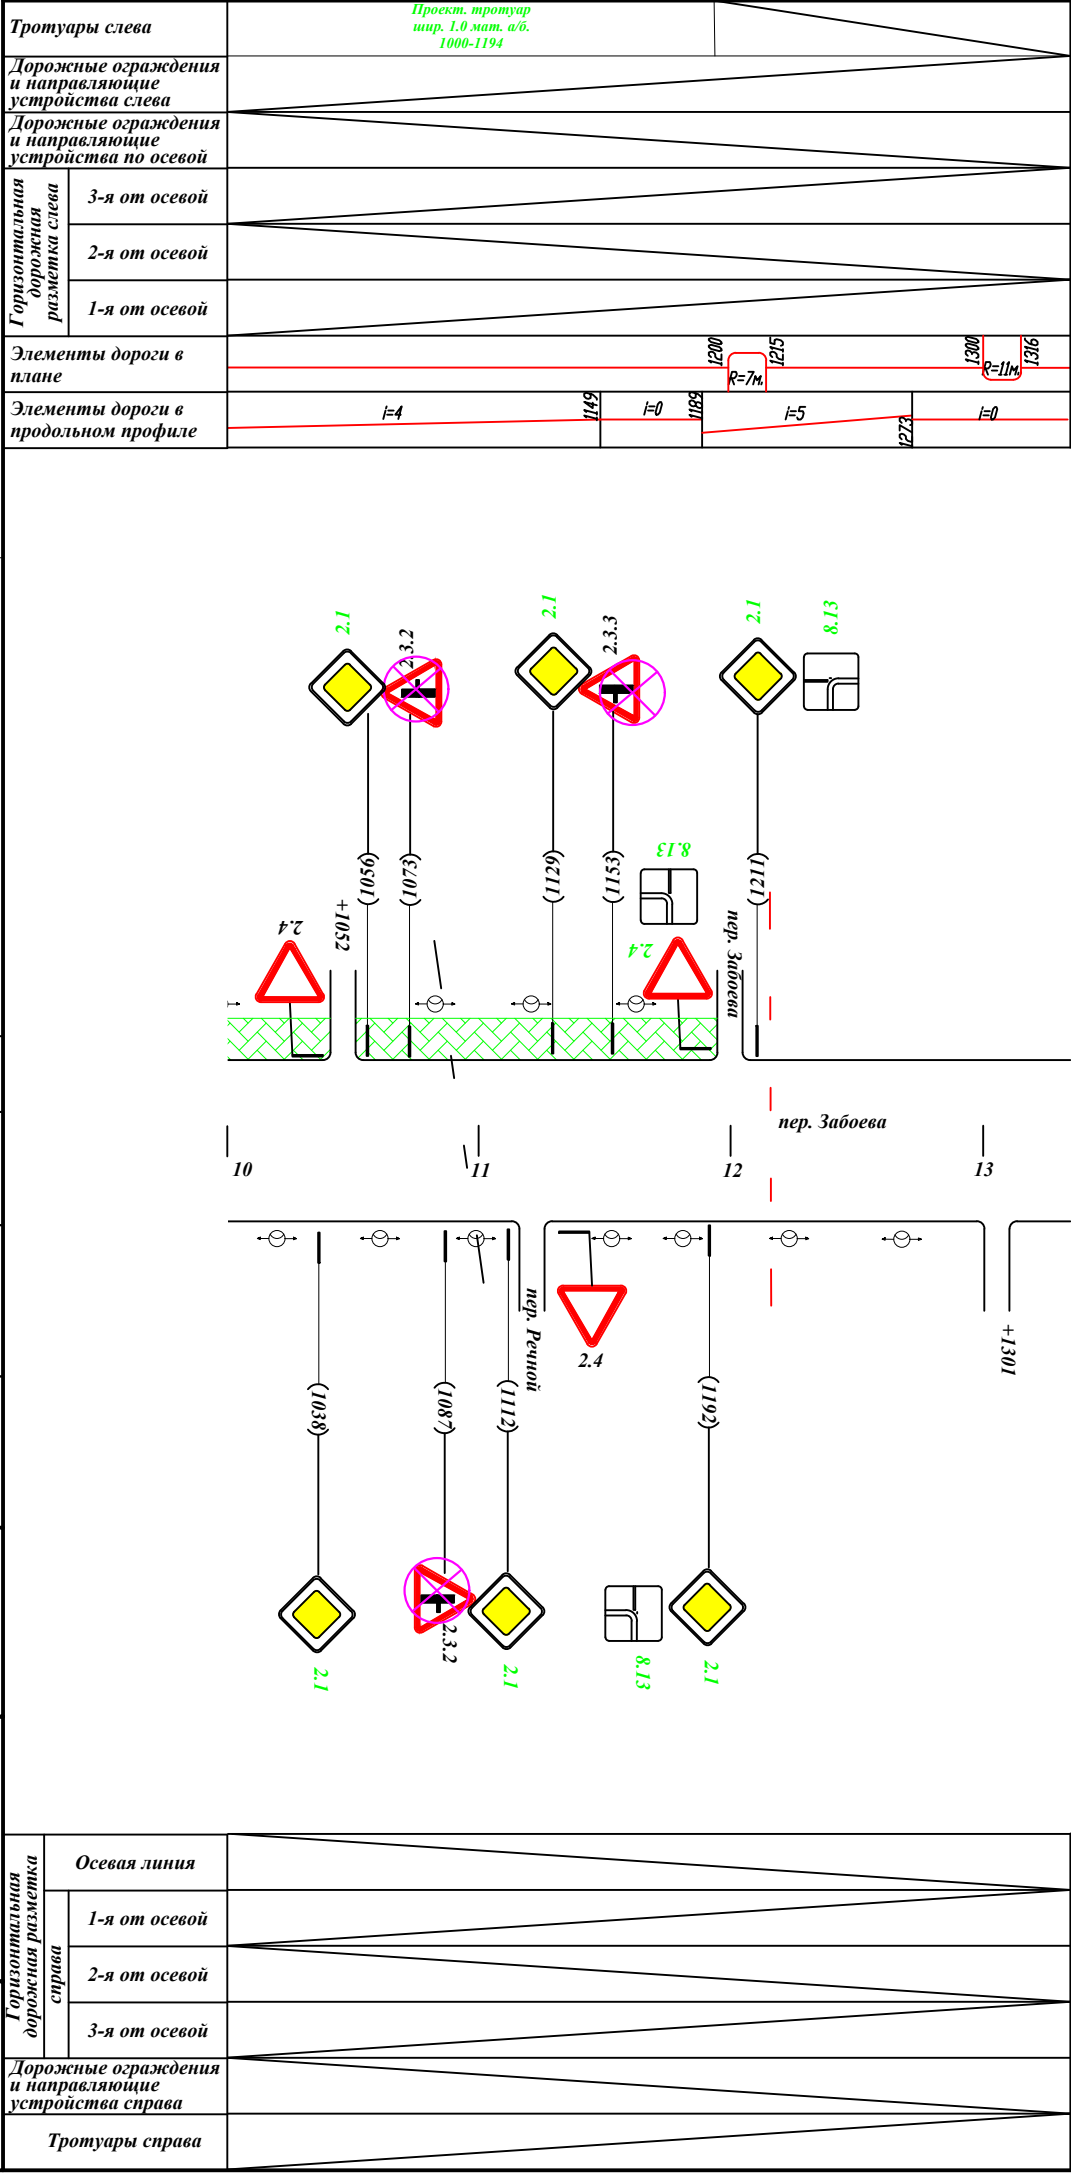 Тротуары слева
Проект. тротуар
шир. 1.0 мат. а/б.
1000-1194
Дорожные ограждения
и направляющие
устройства слева
Дорожные ограждения
и направляющие
устройства по осевой
Горизонтальная
дорожная
разметка слева
3-я от осевой
2-я от осевой
1-я от осевой
Элементы дороги в
плане
1200
R=7м.
1215
1300
R=11м.
1316
Элементы дороги в
продольном профиле
i=4
1149
i=0
1189
i=5
1273
i=0
2.1
2.3.2
2.1
2.3.3
2.1
8.13
(1056)
(1073)
(1129)
(1153)
8.13
(1211)
2.4
+1052
2.4
пер. Забоева
пер. Забоева
10
11
12
13
пер. Речной
2.4
+1301
(1038)
(1087)
(1112)
(1192)
2.1
2.3.2
2.1
8.13
2.1
Горизонтальная
дорожная разметка
справа
Осевая линия
1-я от осевой
2-я от осевой
3-я от осевой
Дорожные ограждения
и направляющие
устройства справа
Тротуары справа